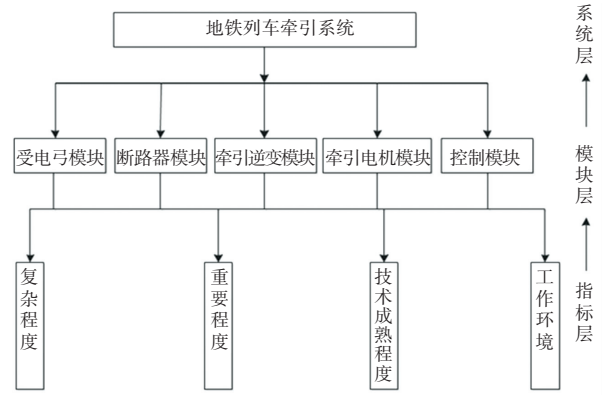 地铁列车牵引系统
系统层
受电弓模块
断路器模块
牵引逆变模块
牵引电机模块
控制模块
模块层
复杂程度
重要程度
技术成熟程度
工作环境
指标层